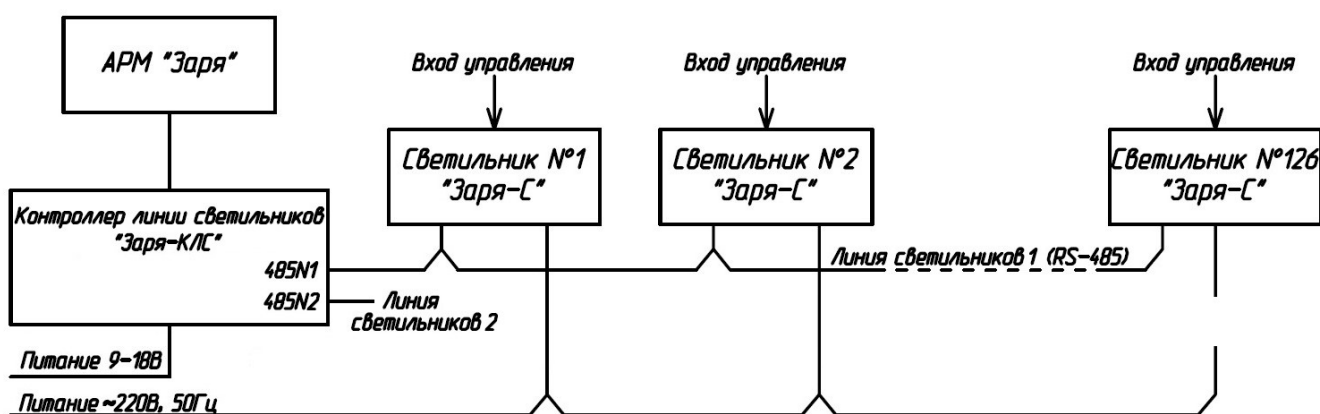 АРМ "Заря"
Вход управления
Вход управления
Вход управления
Светильник №1
"Заря-С"
Светильник №2
"Заря-С"
Светильник №126
"Заря-С"
Контроллер линии светильников
"Заря-КЛС"
485N1
485N2
Линия светильников 1 (RS-485)
Линия
светильников 2
Питание 9-18В
Питание ~220В, 50Гц